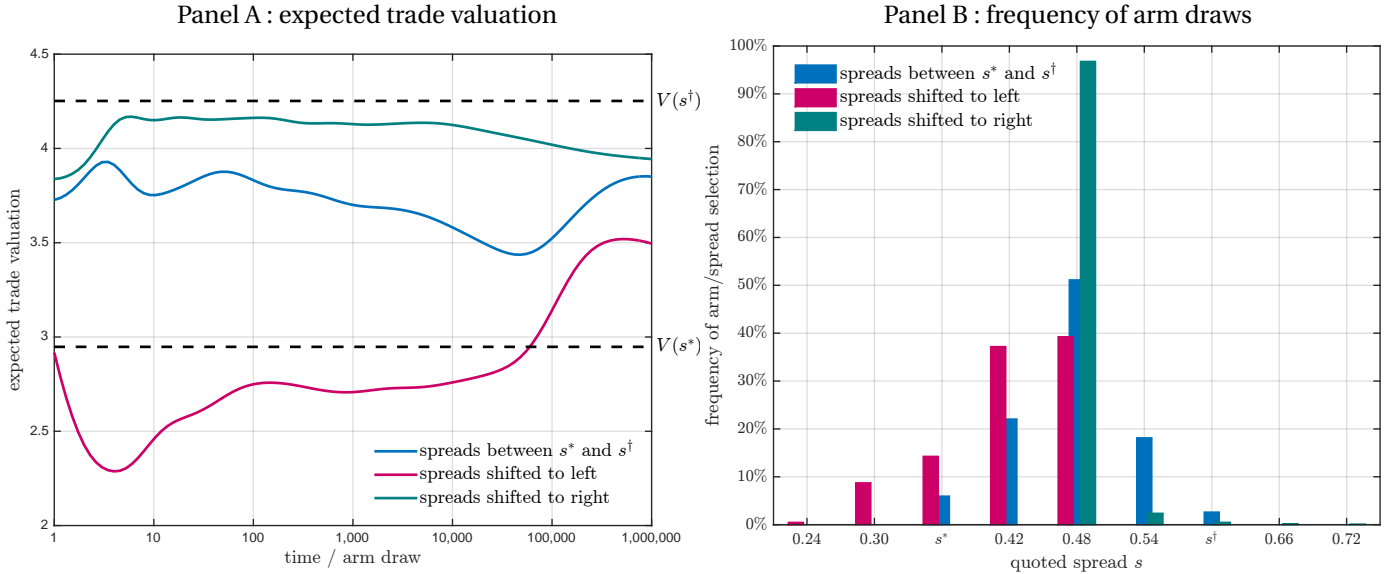 Panel A : expected trade valuation
4.5
4
3.5
3
2.5
2
expected trade valuation
V(s†)
V(s*)
spreads between s* and s†
spreads shifted to left
spreads shifted to right
1
10
100
1,000
10,000
100,000
1,000,000
time / arm draw
Panel B : frequency of arm draws
100%
90%
80%
70%
60%
50%
40%
30%
20%
10%
0%
frequency of arm/spread selection
spreads between s* and s†
spreads shifted to left
spreads shifted to right
0.24
0.30
s*
0.42
0.48
0.54
s†
0.66
0.72
quoted spread s